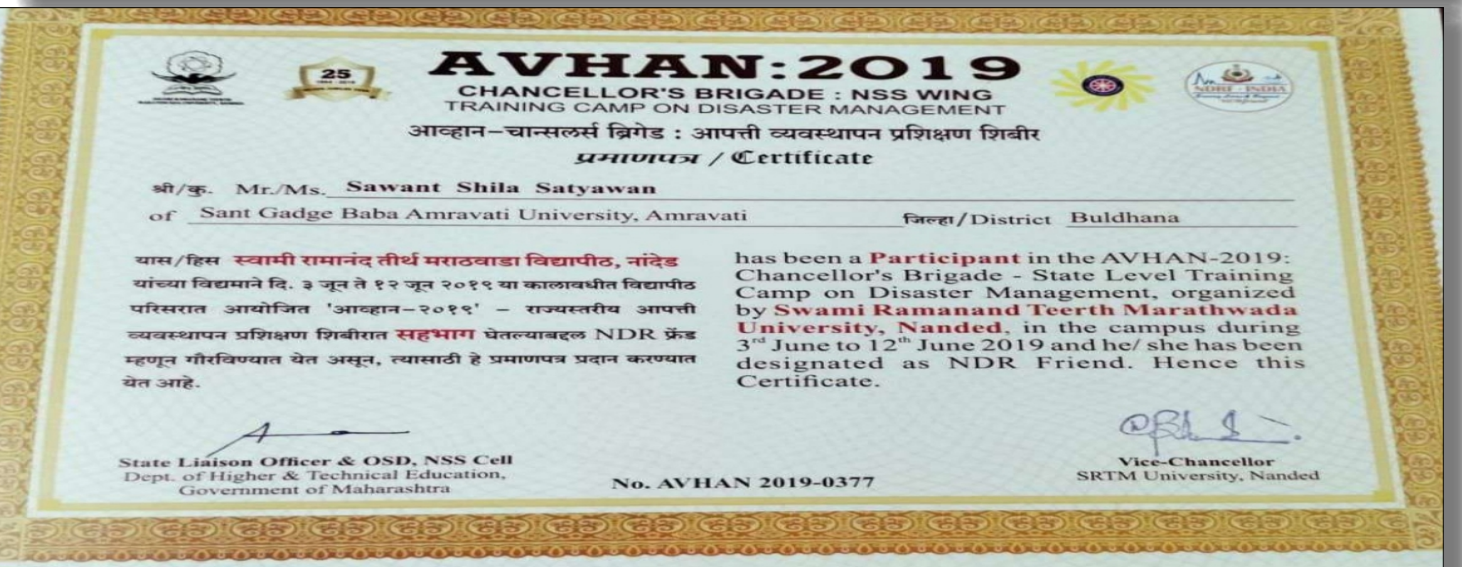 AVHAN:2019
25
CHANCELLOR'S BRIGADE : NSS WING
TRAINING CAMP ON DISASTER MANAGEMENT
NDRF - INDIA
आव्हान-चान्सलर्स ब्रिगेड : आपत्ती व्यवस्थापन प्रशिक्षण शिबीर
प्रमाणपत्र / Certificate
श्री/कु. Mr./Ms. Sawant Shila Satyawan
of Sant Gadge Baba Amravati University, Amravati जिल्हा/District Buldhana
यास/हिस स्वामी रामानंद तीर्थ मराठवाडा विद्यापीठ, नांदेड
यांच्या विद्यमाने दि. ३ जून ते १२ जून २०१९ या कालावधीत विद्यापीठ
परिसरात आयोजित 'आव्हान-२०१९' – राज्यस्तरीय आपत्ती
व्यवस्थापन प्रशिक्षण शिबीरात सहभाग घेतल्याबद्दल NDR फ्रेंड
म्हणून गौरविण्यात येत असून, त्यासाठी हे प्रमाणपत्र प्रदान करण्यात
येत आहे.
has been a Participant in the AVHAN-2019:
Chancellor's Brigade - State Level Training
Camp on Disaster Management, organized
by Swami Ramanand Teerth Marathwada
University, Nanded, in the campus during
3rd June to 12th June 2019 and he/ she has been
designated as NDR Friend. Hence this
Certificate.
State Liaison Officer & OSD, NSS Cell
Dept. of Higher & Technical Education,
Government of Maharashtra
No. AVHAN 2019-0377
Vice-Chancellor
SRTM University, Nanded